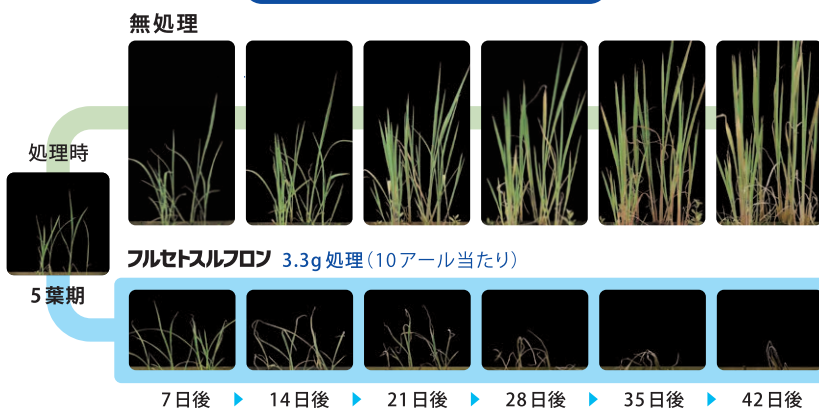 無処理
処理時
5葉期
フルセトスルフロン 3.3g処理(10アール当たり)
7日後 ▶ 14日後 ▶ 21日後 ▶ 28日後 ▶ 35日後 ▶ 42日後